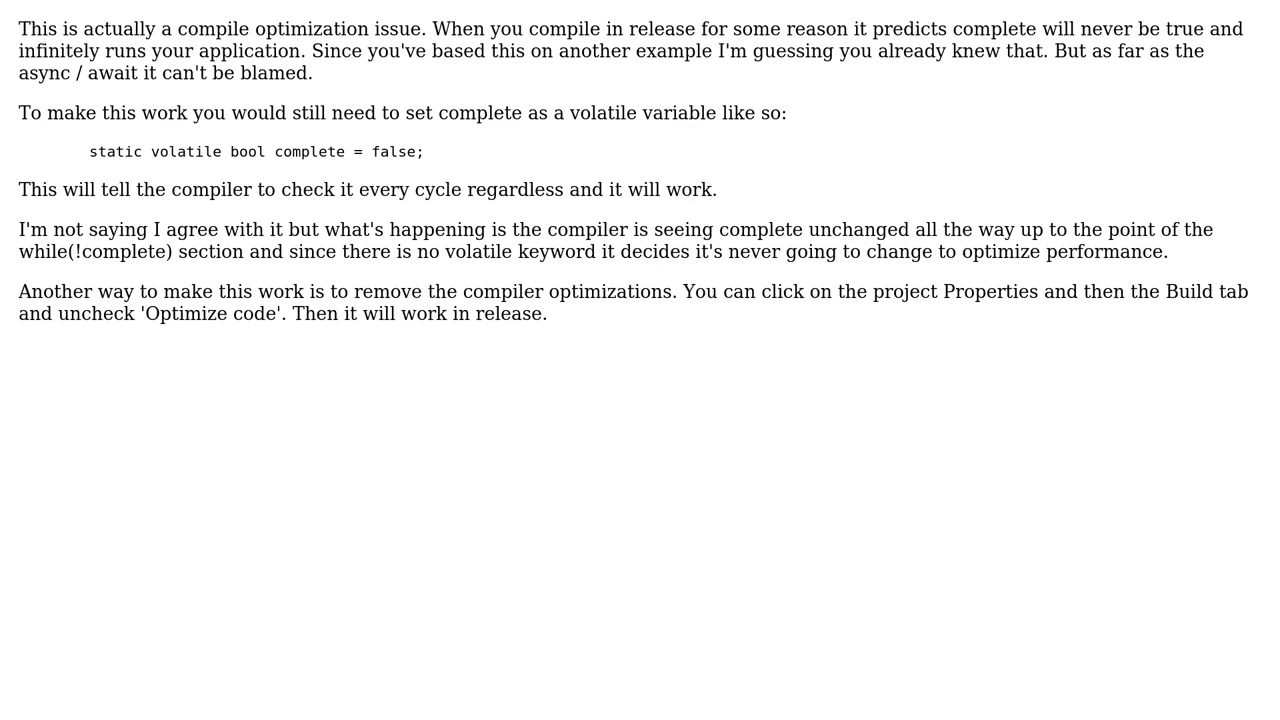 This is actually a compile optimization issue. When you compile in release for some reason it predicts complete will never be true and
infinitely runs your application. Since you've based this on another example I'm guessing you already knew that. But as far as the
async / await it can't be blamed.
To make this work you would still need to set complete as a volatile variable like so:
static volatile bool complete = false;
This will tell the compiler to check it every cycle regardless and it will work.
I'm not saying I agree with it but what's happening is the compiler is seeing complete unchanged all the way up to the point of the
while(!complete) section and since there is no volatile keyword it decides it's never going to change to optimize performance.
Another way to make this work is to remove the compiler optimizations. You can click on the project Properties and then the Build tab
and uncheck 'Optimize code'. Then it will work in release.